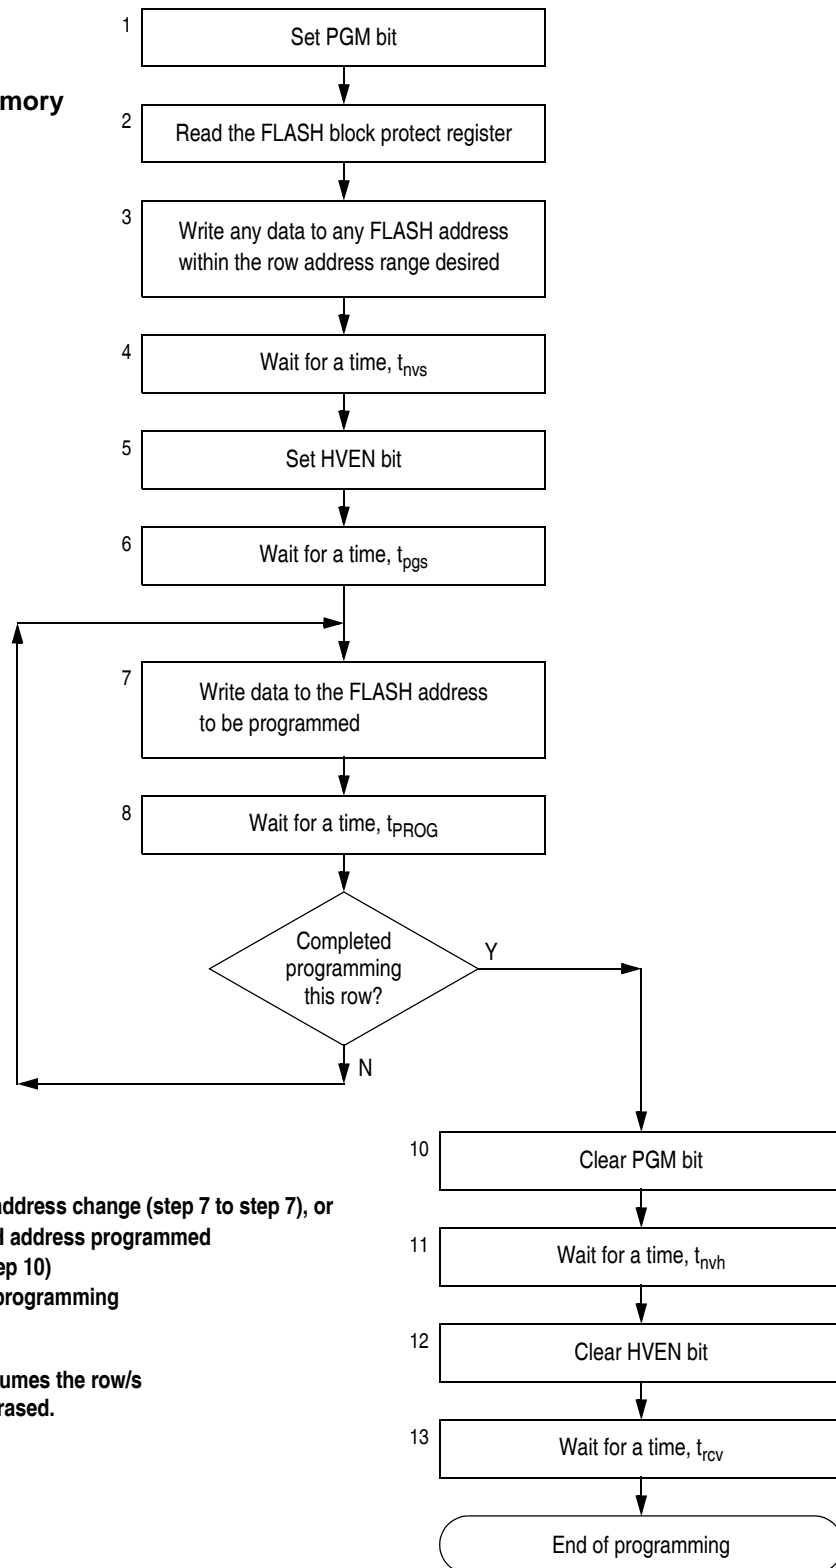 1
Set PGM bit
mory
2
Read the FLASH block protect register
3
Write any data to any FLASH address
within the row address range desired
4
Wait for a time, tnvs
5
Set HVEN bit
6
Wait for a time, tpgs
7
Write data to the FLASH address
to be programmed
8
Wait for a time, tPROG
Completed
programming
this row?
Y
N
10
Clear PGM bit
address change (step 7 to step 7), or
H address programmed
ep 10)
programming
11
Wait for a time, tnvh
12
Clear HVEN bit
umes the row/s
rased.
13
Wait for a time, trcv
End of programming